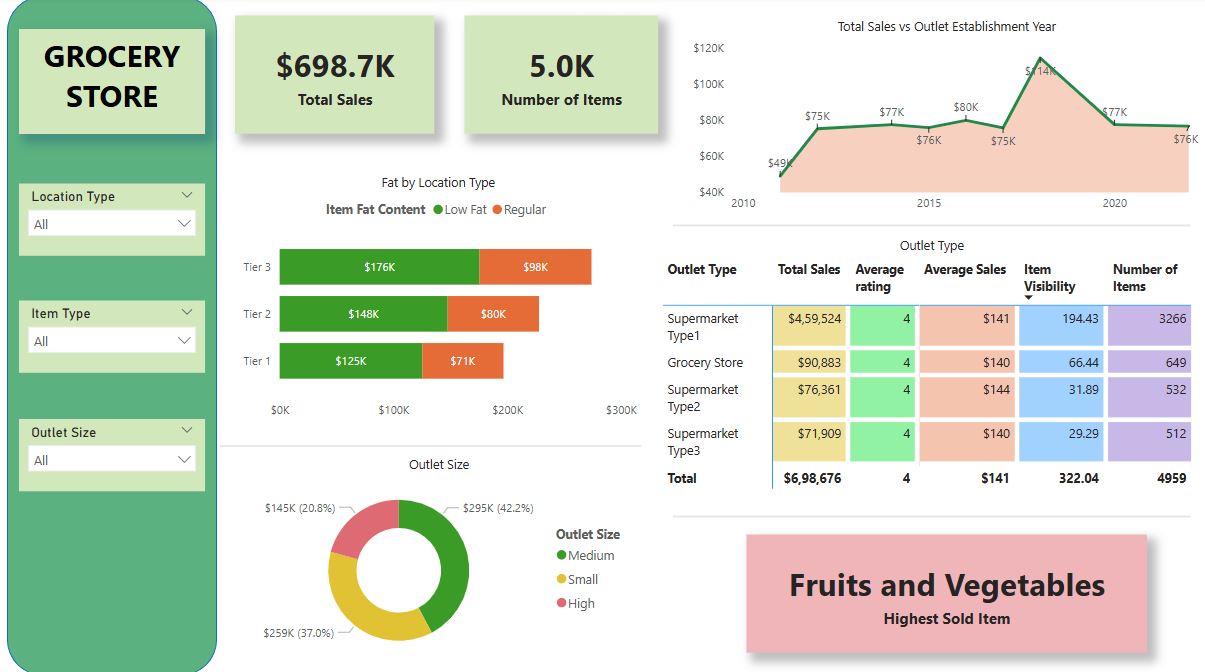 GROCERY
STORE
Location Type
All
Item Type
All
Outlet Size
All
$698.7K
Total Sales
5.0K
Number of Items
Fat by Location Type
Item Fat Content Low Fat Regular
Tier 3 $176K $98K
Tier 2 $148K $80K
Tier 1 $125K $71K
$0K $100K $200K $300K
Outlet Size
$145K (20.8%) $295K (42.2%)
$259K (37.0%)
Outlet Size
Medium
Small
High
Total Sales vs Outlet Establishment Year
$120K
$100K
$80K
$60K
$40K
$49K
$75K
$77K
$76K
$80K
$75K
$114K
$77K
$76K
2010 2015 2020
Outlet Type
Outlet Type Total Sales Average rating Average Sales Item Visibility Number of Items
Supermarket Type1 $4,59,524 4 $141 194.43 3266
Grocery Store $90,883 4 $140 66.44 649
Supermarket Type2 $76,361 4 $144 31.89 532
Supermarket Type3 $71,909 4 $140 29.29 512
Total $6,98,676 4 $141 322.04 4959
Fruits and Vegetables
Highest Sold Item